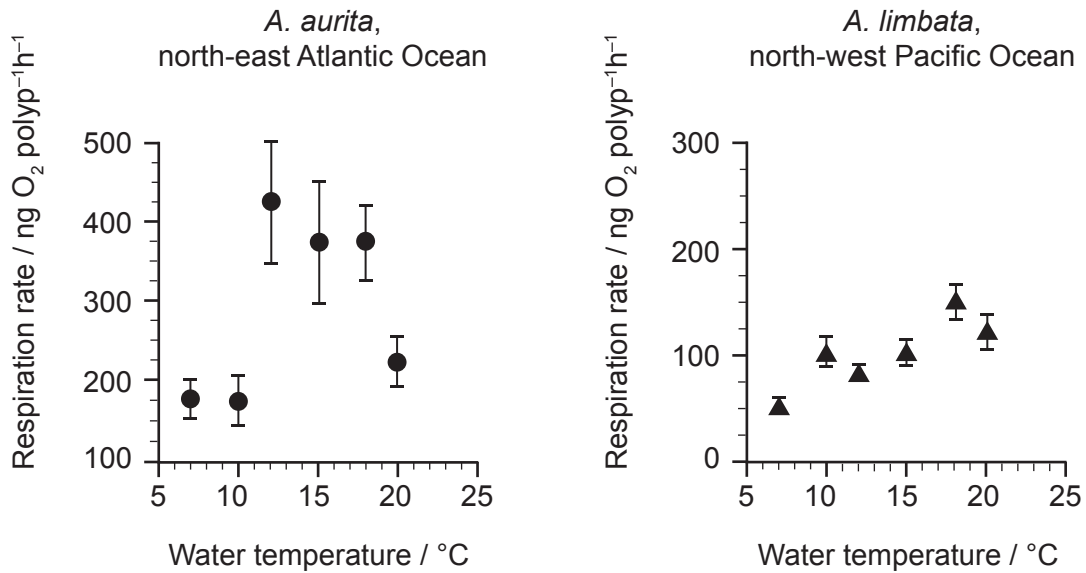 A. aurita,
north-east Atlantic Ocean
Respiration rate / ng O₂ polyp⁻¹h⁻¹
500
400
300
200
100
5 10 15 20 25
Water temperature / °C
A. limbata,
north-west Pacific Ocean
Respiration rate / ng O₂ polyp⁻¹h⁻¹
300
200
100
0
5 10 15 20 25
Water temperature / °C